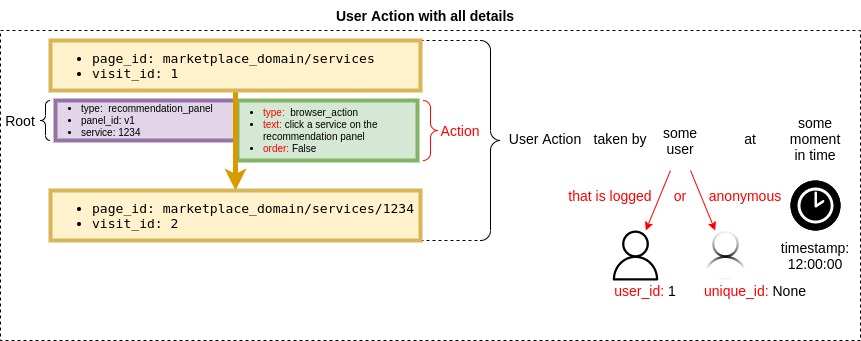 User Action with all details
• page_id: marketplace_domain/services
• visit_id: 1
Root
• type: recommendation_panel
• panel_id: v1
• service: 1234
• type: browser_action
• text: click a service on the
recommendation panel
• order: False
Action
• page_id: marketplace_domain/services/1234
• visit_id: 2
User Action
taken by
some
user
at
some
moment
in time
that is logged
or
anonymous
user_id: 1
unique_id: None
timestamp:
12:00:00